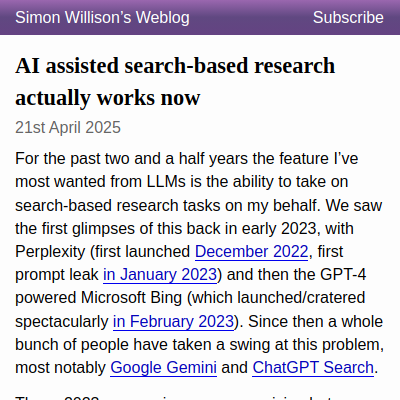 Simon Willison’s Weblog
Subscribe
AI assisted search-based research
actually works now
21st April 2025
For the past two and a half years the feature I’ve
most wanted from LLMs is the ability to take on
search-based research tasks on my behalf. We saw
the first glimpses of this back in early 2023, with
Perplexity (first launched December 2022, first
prompt leak in January 2023) and then the GPT-4
powered Microsoft Bing (which launched/cratered
spectacularly in February 2023). Since then a whole
bunch of people have taken a swing at this problem,
most notably Google Gemini and ChatGPT Search.